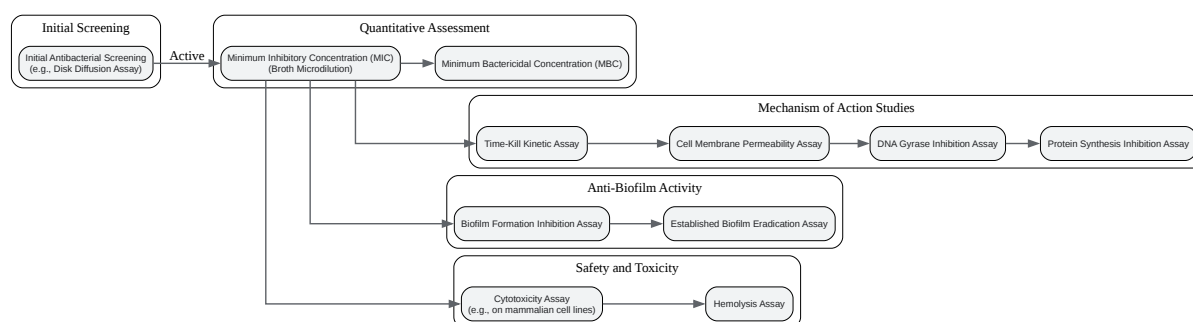 Initial Screening
Initial Antibacterial Screening
(e.g., Disk Diffusion Assay)
Active
Quantitative Assessment
Minimum Inhibitory Concentration (MIC)
(Broth Microdilution)
Minimum Bactericidal Concentration (MBC)
Mechanism of Action Studies
Time-Kill Kinetic Assay
Cell Membrane Permeability Assay
DNA Gyrase Inhibition Assay
Protein Synthesis Inhibition Assay
Anti-Biofilm Activity
Biofilm Formation Inhibition Assay
Established Biofilm Eradication Assay
Safety and Toxicity
Cytotoxicity Assay
(e.g., on mammalian cell lines)
Hemolysis Assay